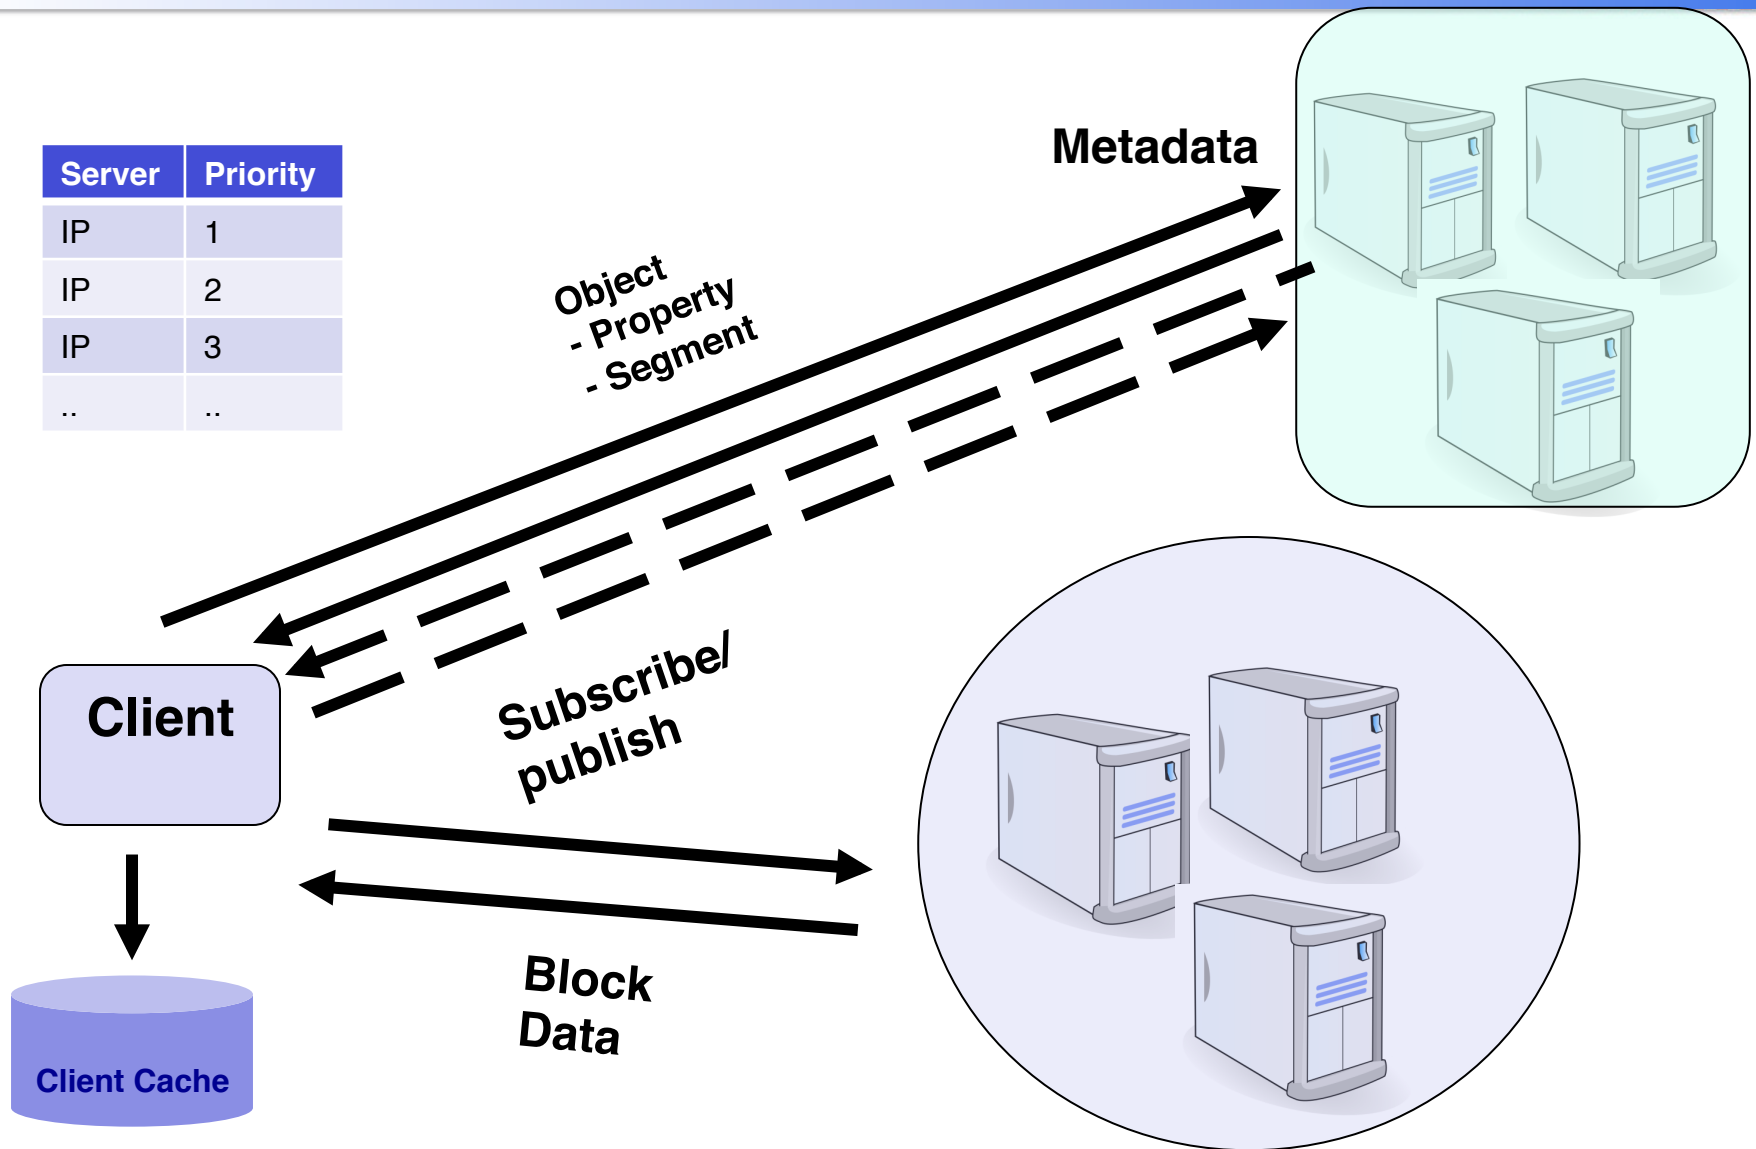 Server Priority
IP 1
IP 2
IP 3
.. ..
Metadata
Object
- Property
- Segment
Subscribe/
publish
Client
Block
Data
Client Cache